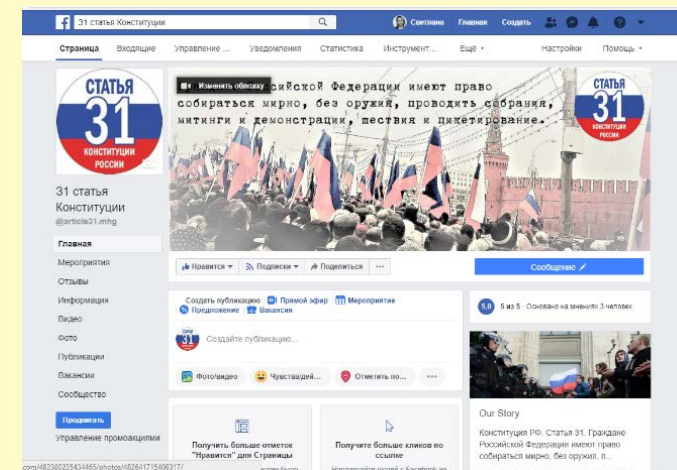 31 статья Конституции
Светлана Главная Создать
Страница Входящие Управление ... Уведомления Статистика Инструмент... Ещё Настройки Помощь
СТАТЬЯ
31
КОНСТИТУЦИИ
РОССИИ
31 статья
Конституции
@article31.mhg
Главная
Мероприятия
Отзывы
Информация
Видео
Фото
Публикации
Вакансии
Сообщество
Продвигать
Управление промоакциями
Изменить обложку
сийской Федерации имеют право
собираться мирно, без оружия, проводить собрания,
митинги и демонстрации, шествия и пикетирование.
СТАТЬЯ
31
КОНСТИТУЦИИ
РОССИИ
Нравится Подписки Поделиться ...
Сообщение
Создать публикацию Прямой эфир Мероприятие
Предложение Вакансия
Создайте публикацию...
Фото/видео Чувства/дей... Отметить по... ...
Получить больше отметок
"Нравится" для Страницы
Получите больше кликов по
ссылке
5,0 5 из 5 · Основано на мнениях 3 человек
Our Story
Конституция РФ. Статья 31. Граждане
Российской Федерации имеют право
собираться мирно, без оружия, п...